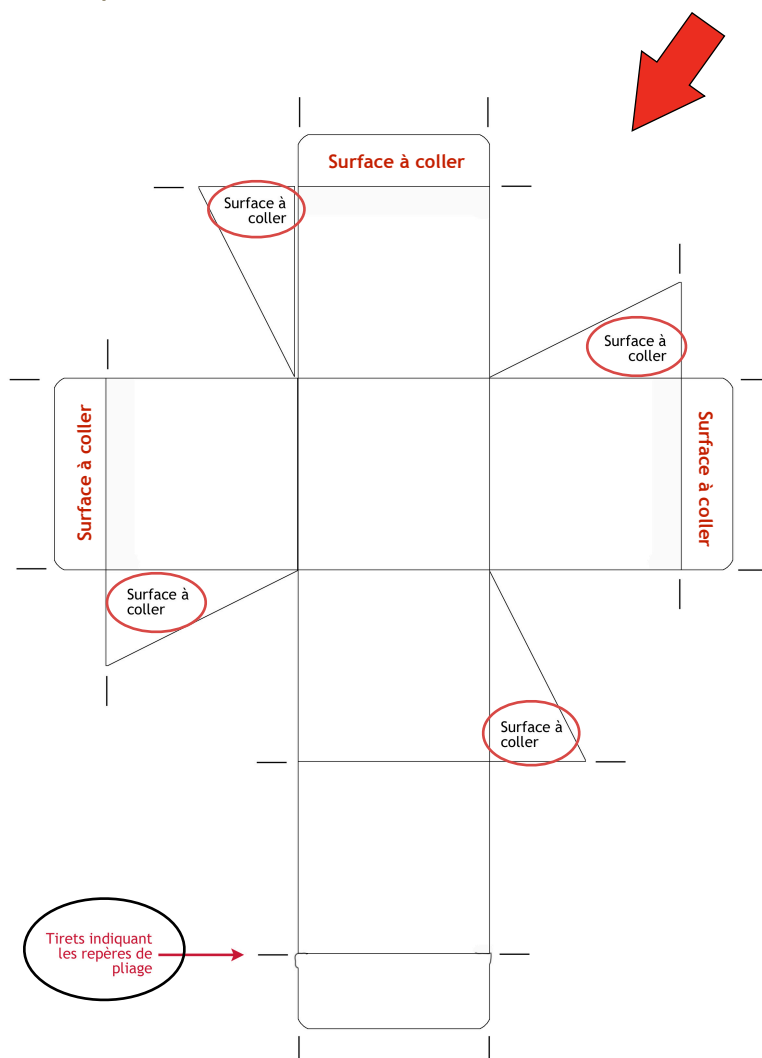 Surface à coller
Surface à
coller
Surface à
coller
Surface à coller
Surface à coller
Surface à
coller
Surface à
coller
Tirets indiquant
les repères de
pliage